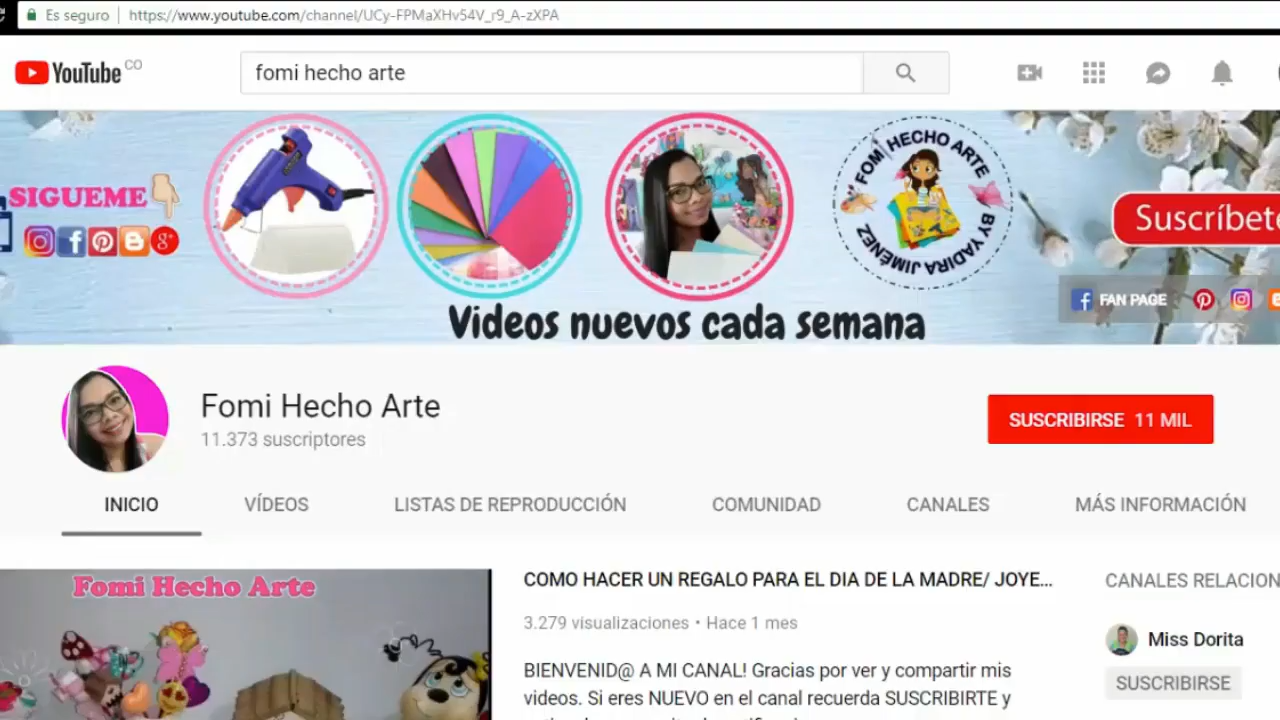 Es seguro
https://www.youtube.com/channel/UCy-FPMaXHv54V_r9_A-zXPA
YouTube CO
fomi hecho arte
SIGUEME
FOMI HECHO ARTE
BY YADIRA JIMÉNEZ
Suscríbete
FAN PAGE
Videos nuevos cada semana
Fomi Hecho Arte
11.373 suscriptores
SUSCRIBIRSE 11 MIL
INICIO
VÍDEOS
LISTAS DE REPRODUCCIÓN
COMUNIDAD
CANALES
MÁS INFORMACIÓN
Fomi Hecho Arte
COMO HACER UN REGALO PARA EL DIA DE LA MADRE/ JOYE...
3.279 visualizaciones • Hace 1 mes
BIENVENID@ A MI CANAL! Gracias por ver y compartir mis
videos. Si eres NUEVO en el canal recuerda SUSCRIBIRTE y
CANALES RELACION
Miss Dorita
SUSCRIBIRSE